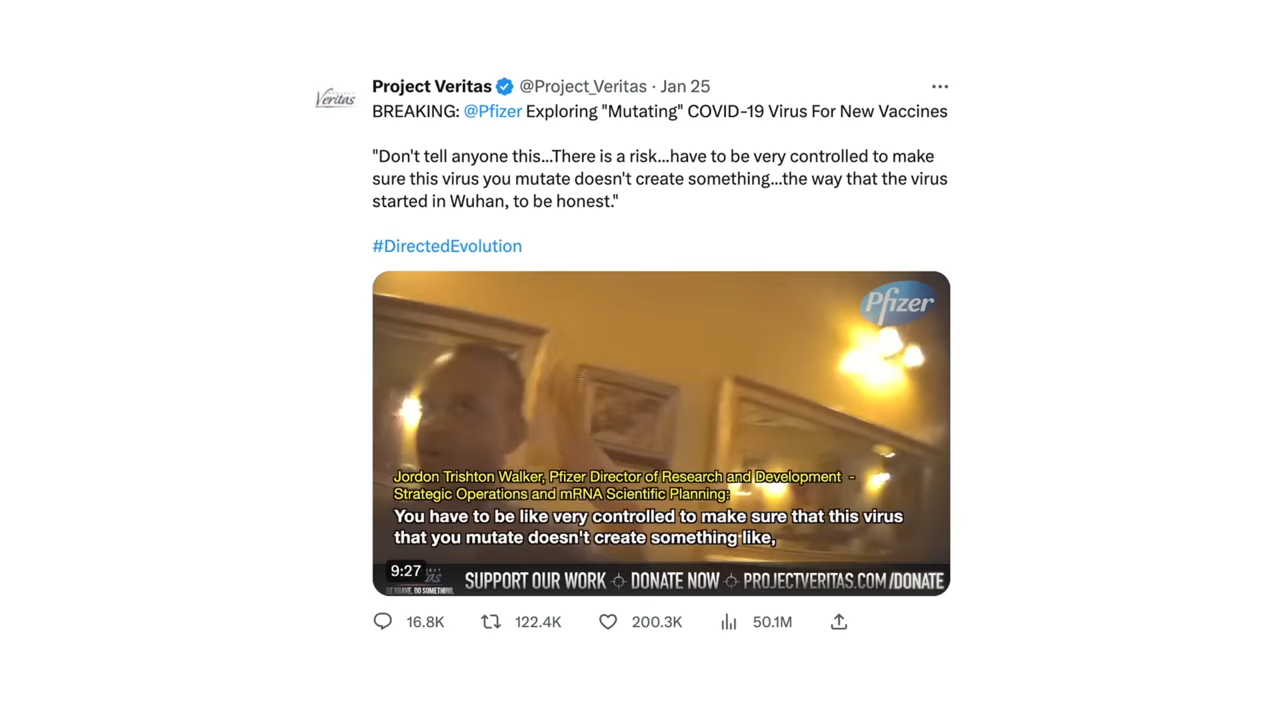 Veritas
Project Veritas @Project_Veritas · Jan 25
BREAKING: @Pfizer Exploring "Mutating" COVID-19 Virus For New Vaccines
"Don't tell anyone this...There is a risk...have to be very controlled to make
sure this virus you mutate doesn't create something...the way that the virus
started in Wuhan, to be honest."
#DirectedEvolution
Pfizer
Jordon Trishton Walker, Pfizer Director of Research and Development -
Strategic Operations and mRNA Scientific Planning:
You have to be like very controlled to make sure that this virus
that you mutate doesn't create something like,
9:27
BE BRAVE. DO SOMETHING.
SUPPORT OUR WORK DONATE NOW PROJECTVERITAS.COM/DONATE
16.8K 122.4K 200.3K 50.1M